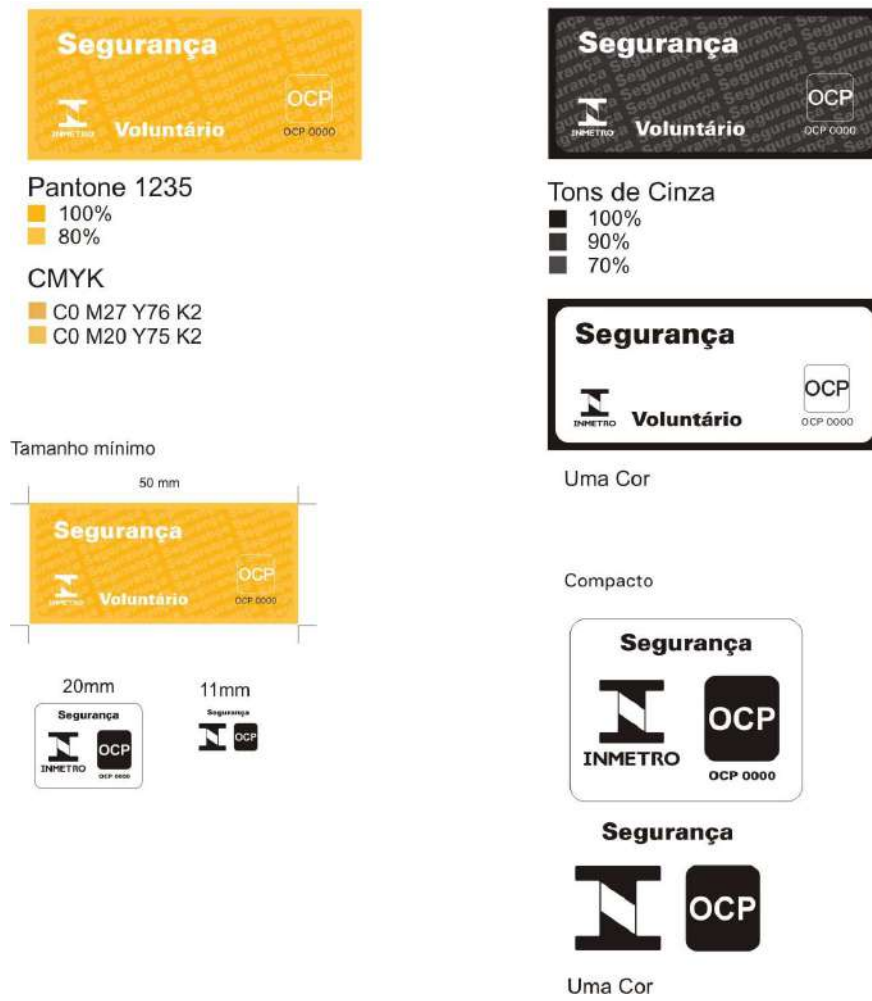 Segurança
OCP
INMETRO
Voluntário
OCP 0000
Pantone 1235
100%
80%
CMYK
C0 M27 Y76 K2
C0 M20 Y75 K2
Tamanho mínimo
50 mm
Segurança
OCP
Voluntário
OCP 0000
20mm
Segurança
OCP
INMETRO
OCP 0000
11mm
Segurança
OCP
Segurança
OCP
INMETRO
Voluntário
OCP 0000
Tons de Cinza
100%
90%
70%
Segurança
OCP
INMETRO
Voluntário
OCP 0000
Uma Cor
Compacto
Segurança
OCP
INMETRO
OCP 0000
Segurança
OCP
Uma Cor